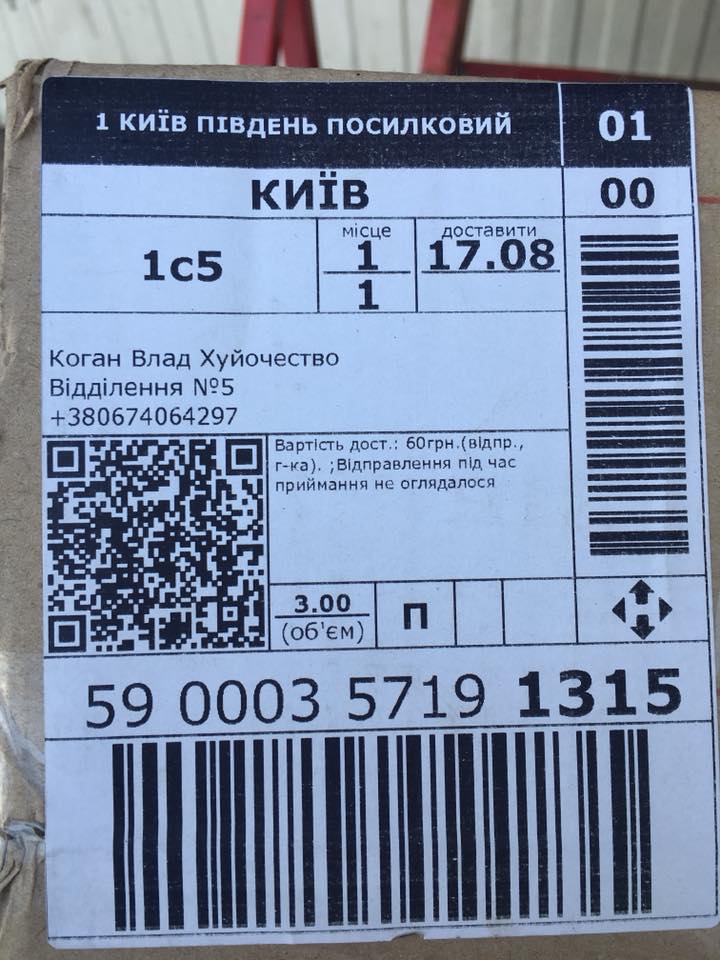 1 КИЇВ ПІВДЕНЬ ПОСИЛКОВИЙ
01
КИЇВ
00
1с5
місце
1
1
доставити
17.08
Коган Влад Хуйочество
Відділення №5
+380674064297
Вартість дост.: 60грн.(відпр.,
г-ка). ;Відправлення під час
приймання не оглядалося
3.00
(об'єм)
П
59 0003 5719 1315